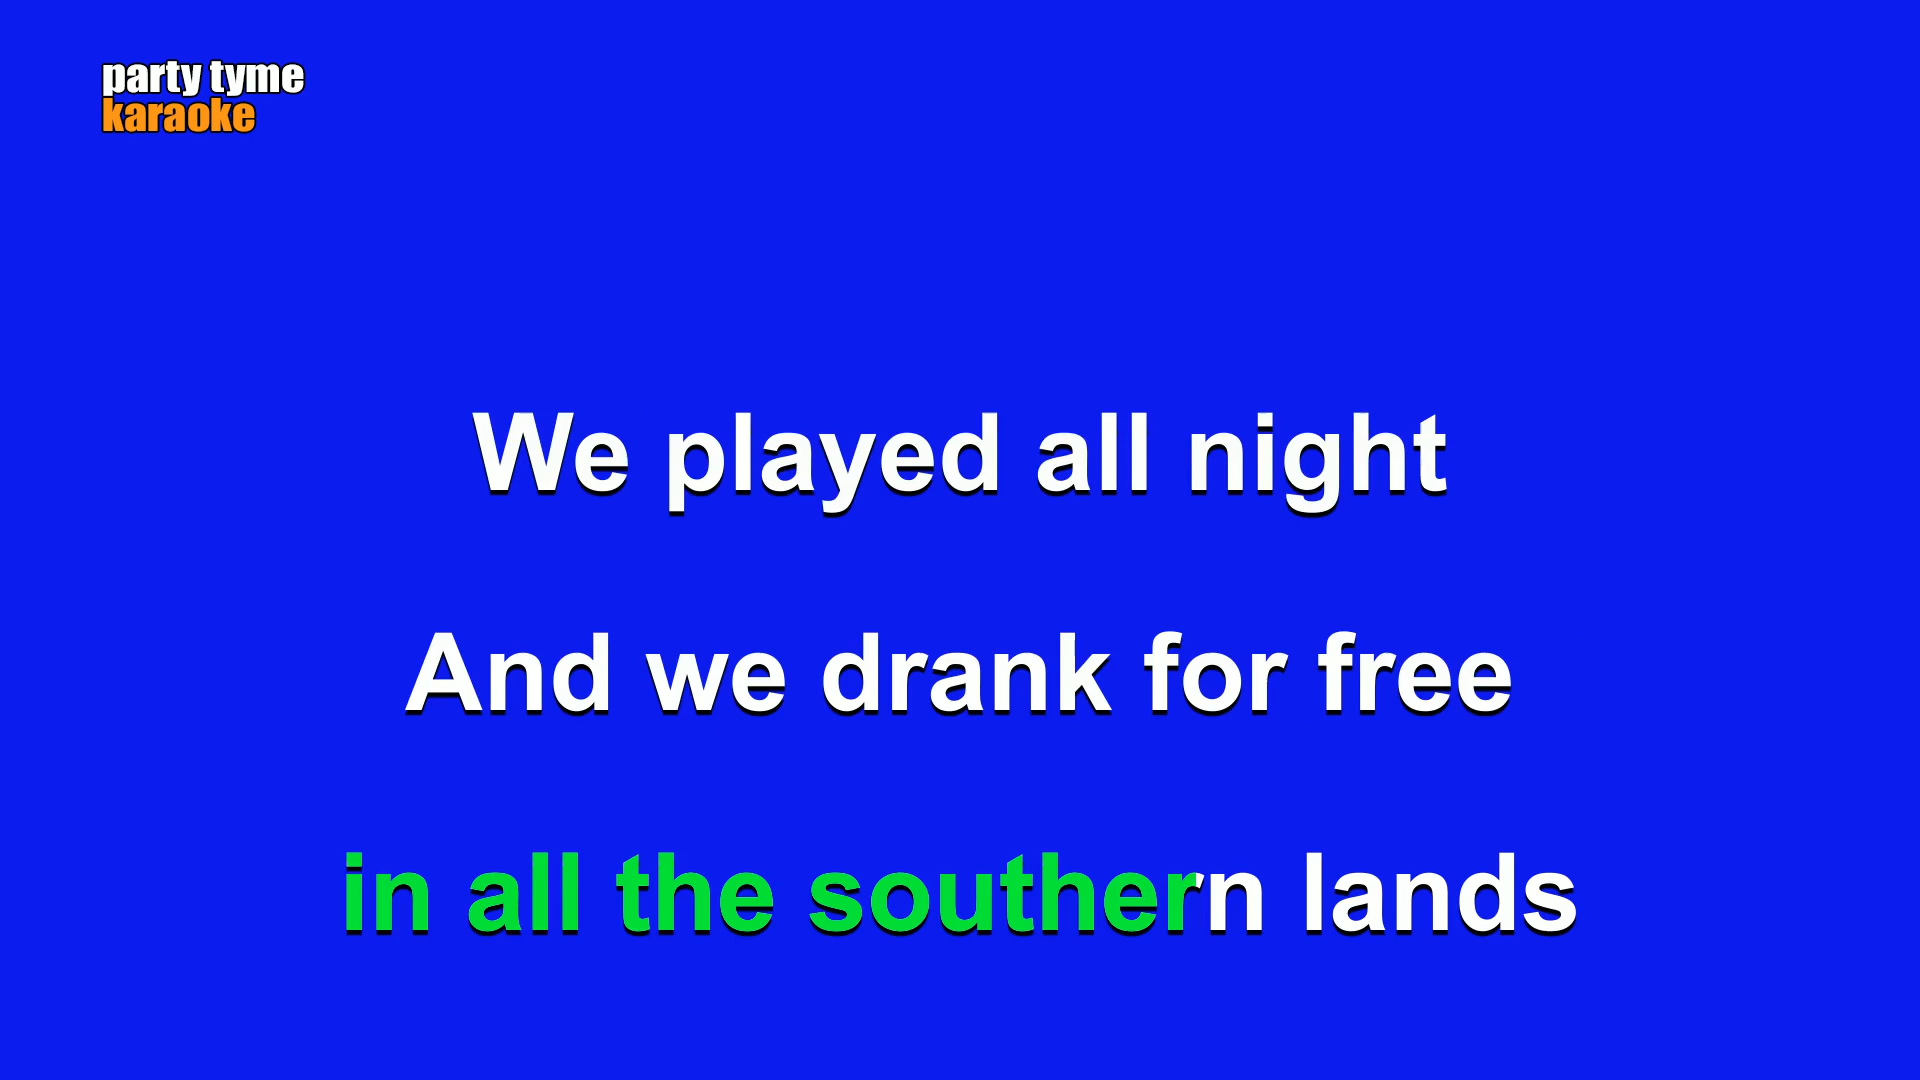 party tyme
karaoke
We played all night
And we drank for free
in all the southern lands